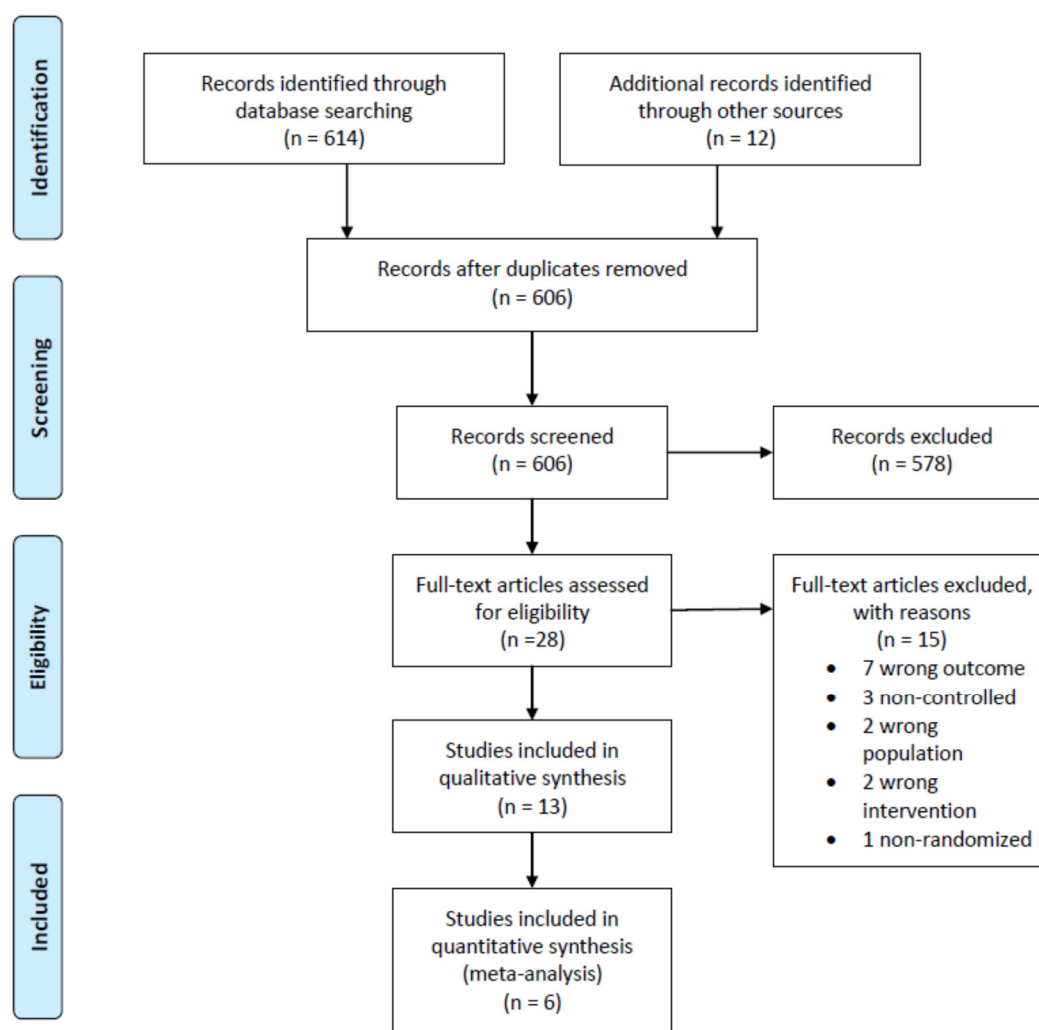 Identification
Records identified through
database searching
(n = 614)
Additional records identified
through other sources
(n = 12)
Records after duplicates removed
(n = 606)
Screening
Records screened
(n = 606)
Records excluded
(n = 578)
Eligibility
Full-text articles assessed
for eligibility
(n =28)
Full-text articles excluded,
with reasons
(n = 15)
• 7 wrong outcome
• 3 non-controlled
• 2 wrong
population
• 2 wrong
intervention
• 1 non-randomized
Studies included in
qualitative synthesis
(n = 13)
Included
Studies included in
quantitative synthesis
(meta-analysis)
(n = 6)